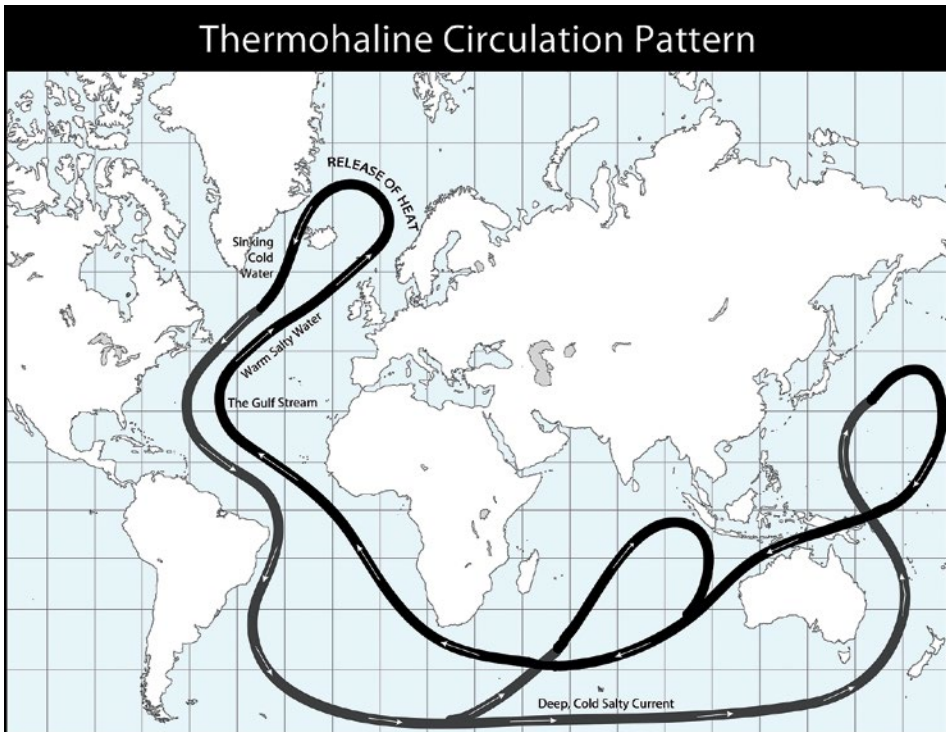 Thermohaline Circulation Pattern
RELEASE OF HEAT
Sinking
Cold
Water
Warm Salty Water
The Gulf Stream
Deep, Cold Salty Current